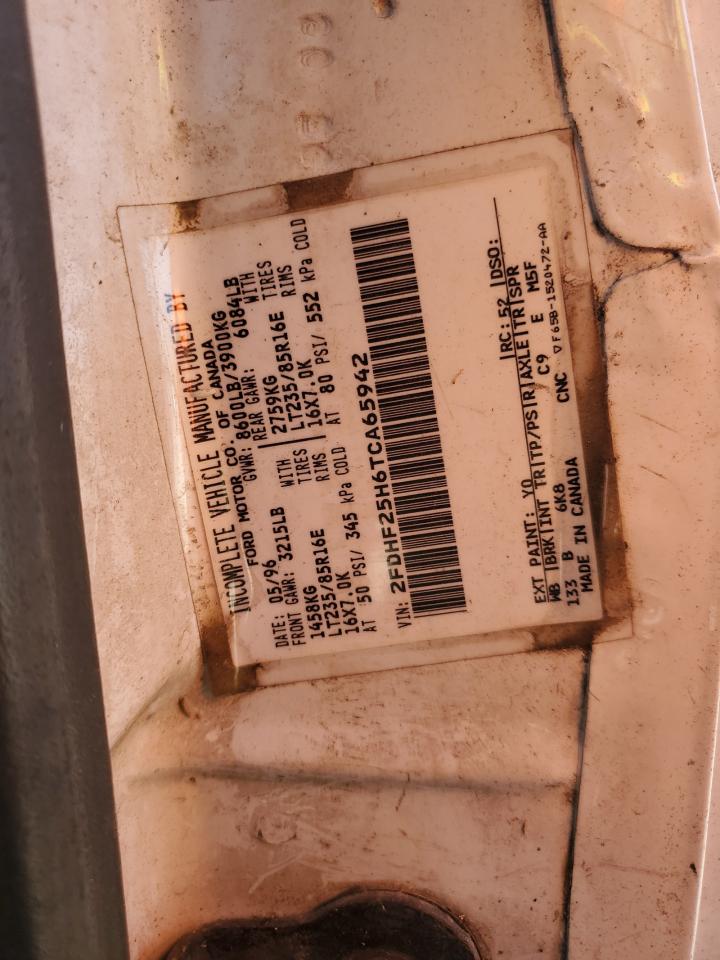 INCOMPLETE VEHICLE MANUFACTURED BY
FORD MOTOR CO. OF CANADA
DATE: 05/96 GVWR: 8600LB/3900KG
FRONT GAWR: 3215LB REAR GAWR: 6084LB
1458KG WITH 2759KG WITH
LT235/85R16E TIRES LT235/85R16E TIRES
16X7.0K RIMS 16X7.0K RIMS
AT 50 PSI/ 345 kPa COLD AT 80 PSI/ 552 kPa COLD
VIN: 2FDHF25H6TCA65942
EXT PAINT: YO RC: 52 DSO:
WB BRK INT TR TP/PS R AXLE TR SPR
133 B 6K8 C9 E M5F
MADE IN CANADA CNC F65B-1520472-AA